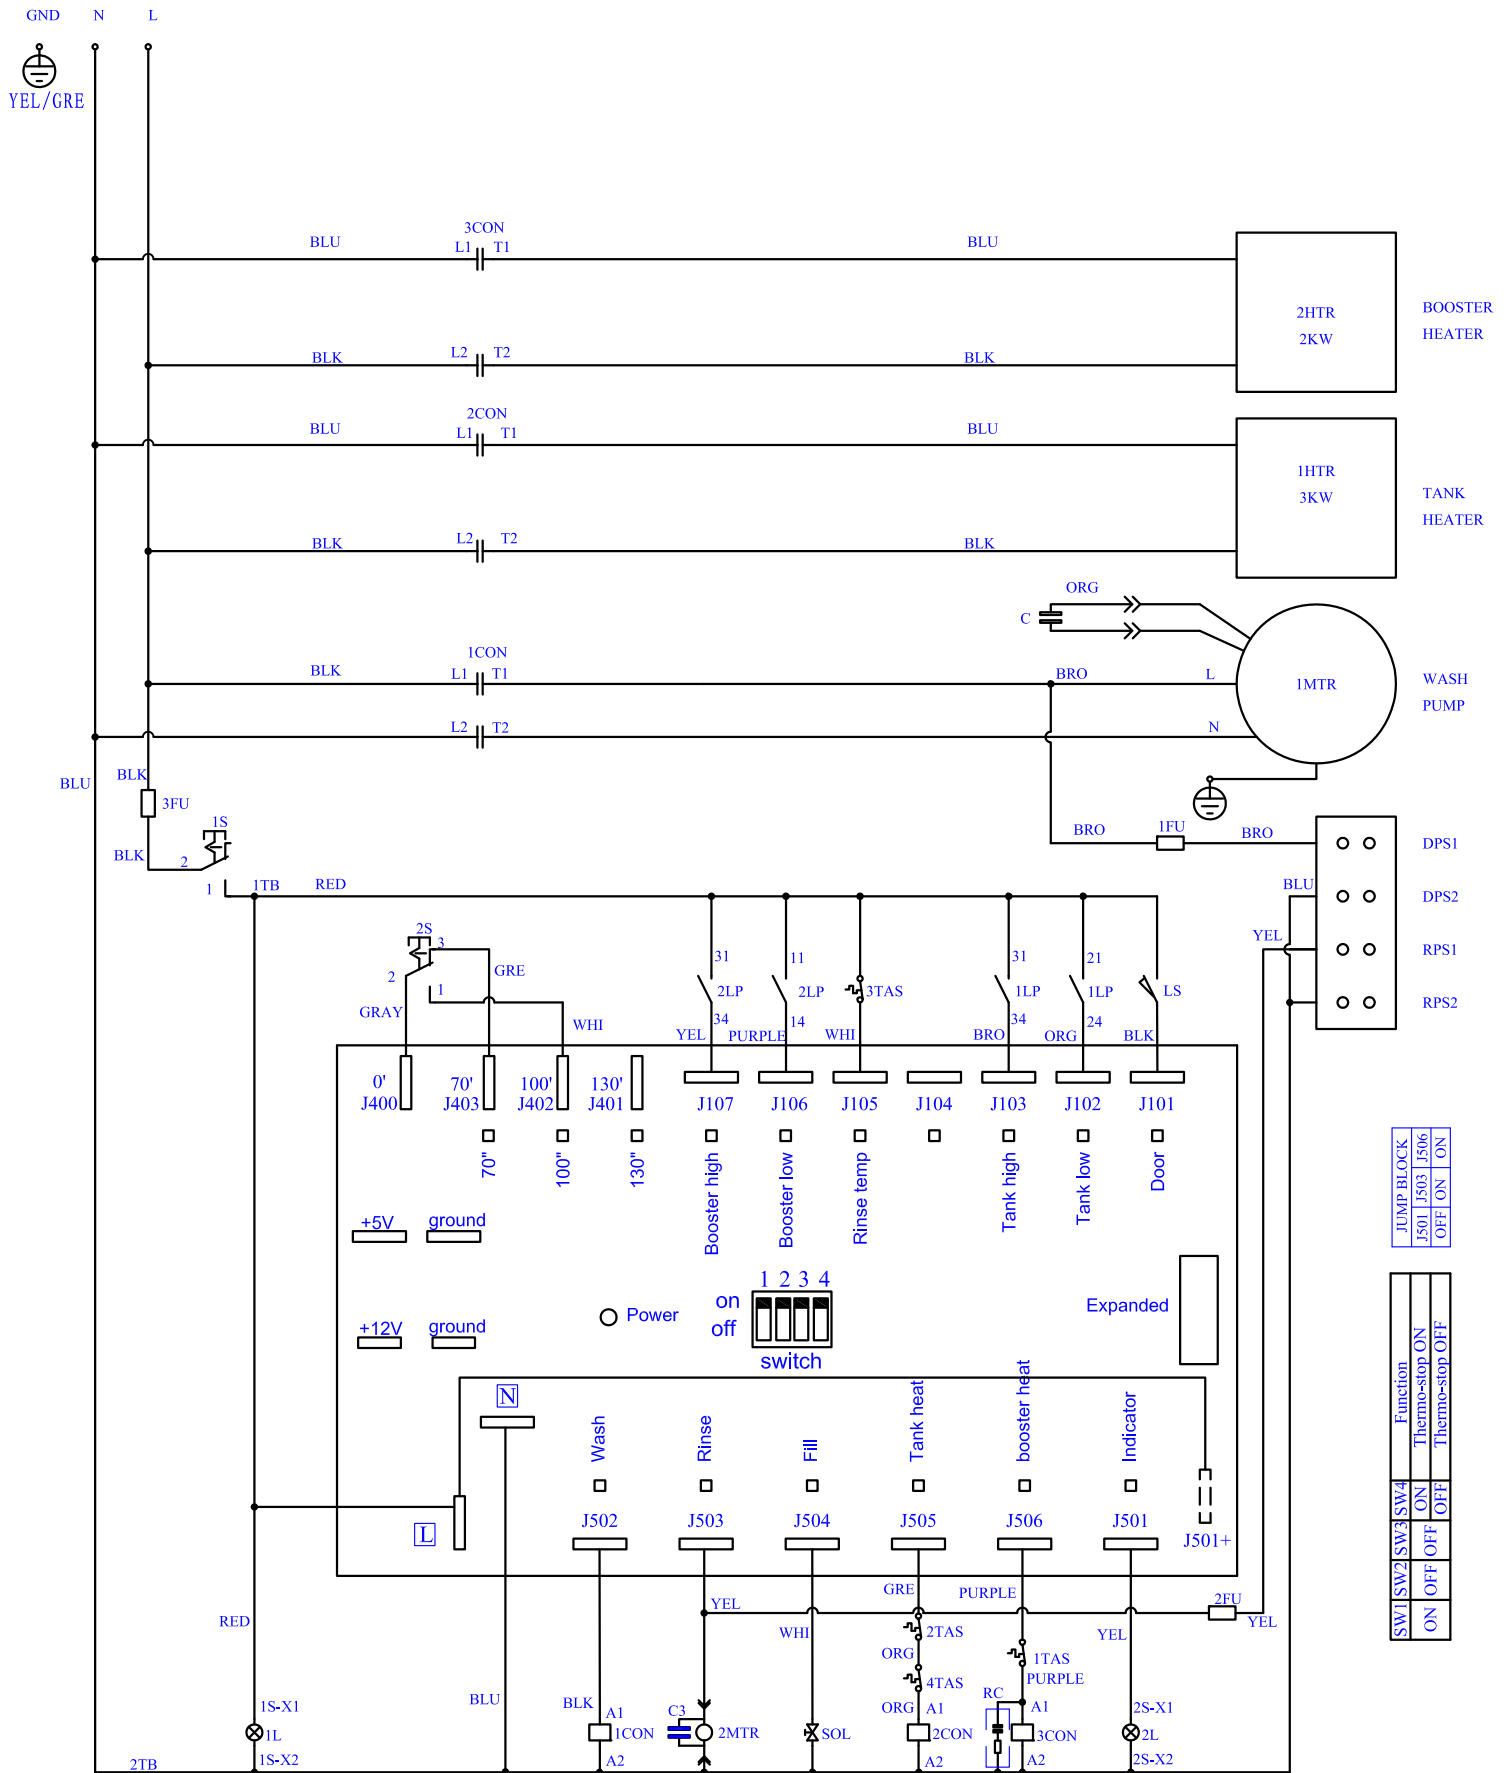 GND N L
YEL/GRE
3CON
BLU L1 T1 BLU
2HTR
2KW
BOOSTER
HEATER
BLK L2 T2 BLK
2CON
BLU L1 T1 BLU
1HTR
3KW
TANK
HEATER
BLK L2 T2 BLK
ORG
C
1CON
BLK L1 T1 BRO L
1MTR
WASH
PUMP
L2 T2 N
BLU BLK
3FU
1S
BLK 2
1 1TB RED
BRO 1FU BRO
DPS1
BLU DPS2
YEL RPS1
RPS2
2S
3
2
1
GRE
GRAY
WHI
31
2LP
34
YEL
11
2LP
14
PURPLE
3TAS
WHI
31
1LP
34
BRO
21
1LP
24
ORG
LS
BLK
0' 70' 100' 130'
J400 J403 J402 J401 J107 J106 J105 J104 J103 J102 J101
70"
100"
130"
Booster high
Booster low
Rinse temp
Tank high
Tank low
Door
+5V ground
1 2 3 4
on
off
switch
Power
Expanded
+12V ground
N
L
Wash
Rinse
Fill
Tank heat
booster heat
Indicator
J502 J503 J504 J505 J506 J501 J501+
JUMP BLOCK
J501 J503 J506
OFF ON ON
SW1 SW2 SW3 SW4 Function
ON OFF OFF ON Thermo-stop ON
OFF Thermo-stop OFF
RED
BLU
BLK
A1
1CON
A2
YEL
C3
2MTR
WHI
SOL
GRE
2TAS
ORG
4TAS
ORG A1
2CON
A2
PURPLE
1TAS
PURPLE
RC A1
3CON
A2
YEL
2S-X1
2L
2S-X2
2FU
YEL
1S-X1
1L
1S-X2
2TB